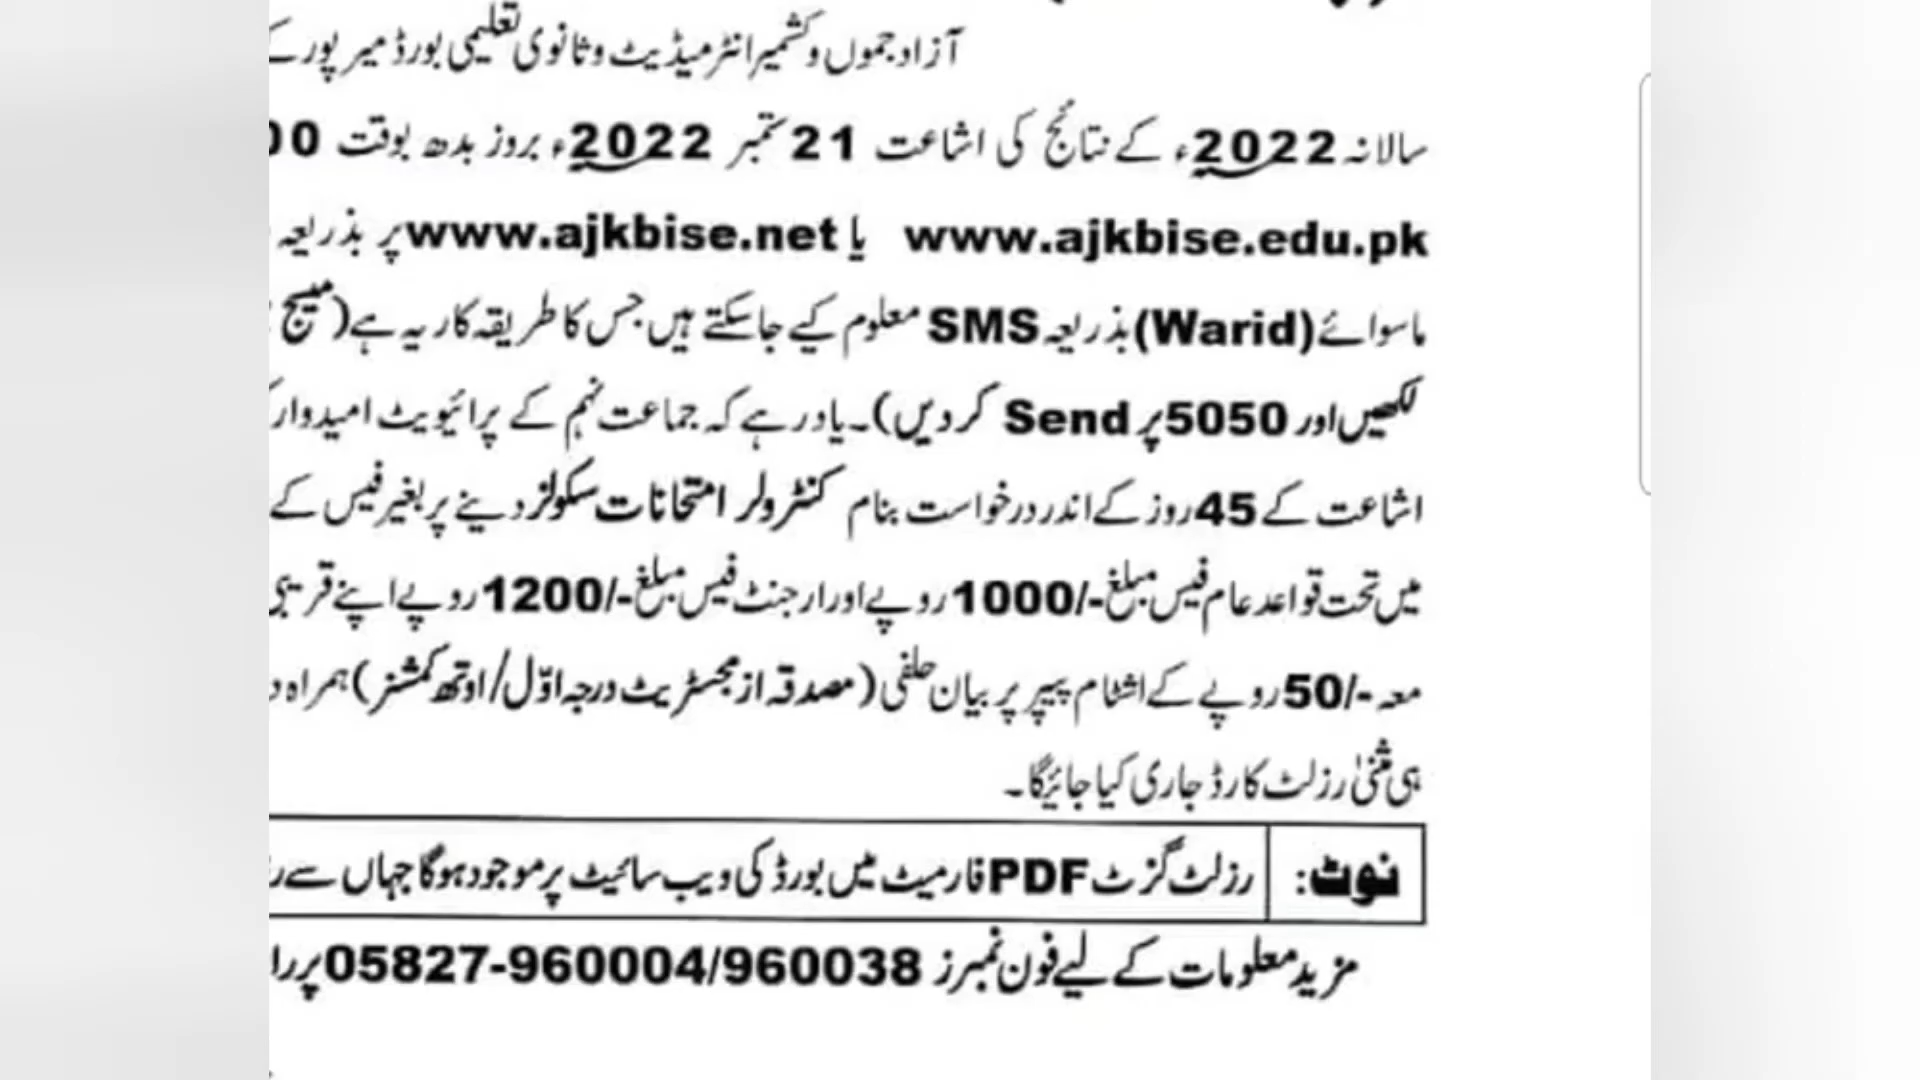 آزاد جموں و کشمیر انٹرمیڈیٹ و ثانوی تعلیمی بورڈ میرپور کے
سالانہ 2022ء کے نتائج کی اشاعت 21 ستمبر 2022ء بروز بدھ بوقت 00
www.ajkbise.edu.pk یا www.ajkbise.net پر بذریعہ
ماسوائے (Warid) بذریعہ SMS معلوم کیے جاسکتے ہیں جس کا طریقہ کار یہ ہے (میسج
لکھیں اور 5050 پر Send کردیں)۔ یاد رہے کہ جماعت نہم کے پرائیویٹ امیدوار
اشاعت کے 45 روز کے اندر درخواست بنام کنٹرولر امتحانات سکولز دینے پر بغیر فیس کے
میں تحت قواعد عام فیس مبلغ -/1000 روپے اور ارجنٹ فیس مبلغ -/1200 روپے اپنے قریبی
معہ -/50 روپے کے اشٹام پیپر پر بیان حلفی (مصدقہ از مجسٹریٹ درجہ اوّل/اوتھ کمشنر) ہمراہ
ہی مثنیٰ رزلٹ کارڈ جاری کیا جائیگا۔
نوٹ: رزلٹ گزٹ PDF فارمیٹ میں بورڈ کی ویب سائیٹ پر موجود ہوگا جہاں سے
مزید معلومات کے لیے فون نمبرز 05827-960004/960038 پر